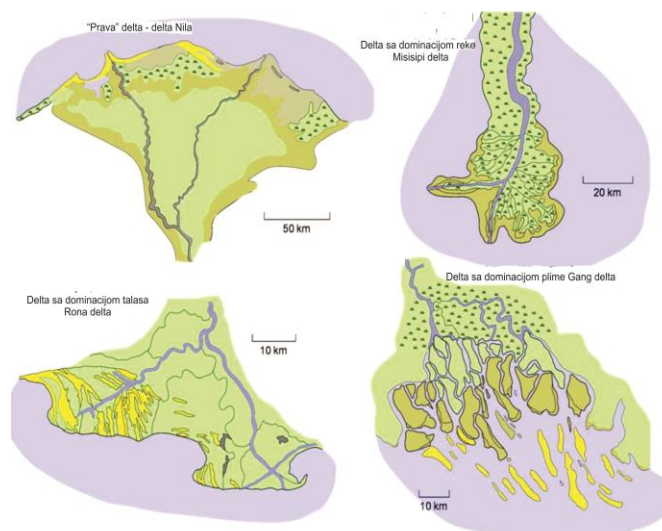 “Prava” delta - delta Nila
50 km
Delta sa dominacijom reke
Misisipi delta
20 km
Delta sa dominacijom talasa
Rona delta
10 km
Delta sa dominacijom plime Gang delta
10 km